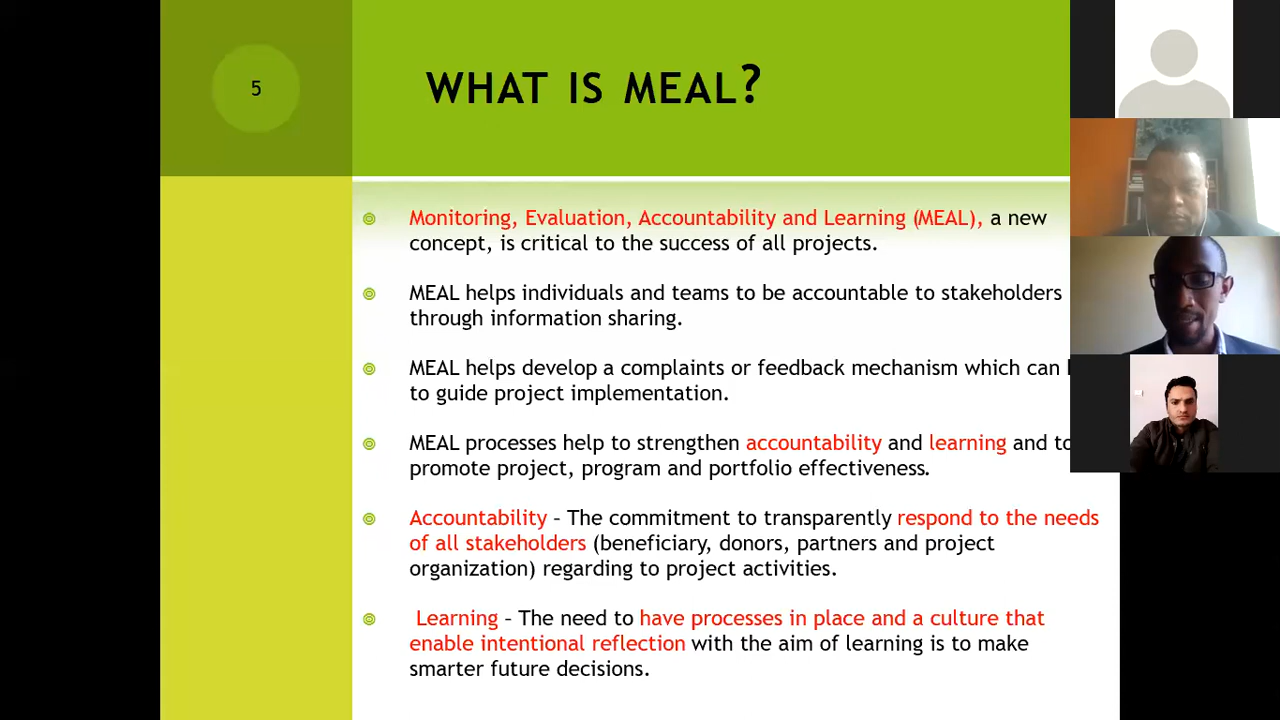 5
WHAT IS MEAL?
Monitoring, Evaluation, Accountability and Learning (MEAL), a new
concept, is critical to the success of all projects.
MEAL helps individuals and teams to be accountable to stakeholders
through information sharing.
MEAL helps develop a complaints or feedback mechanism which can
to guide project implementation.
MEAL processes help to strengthen accountability and learning and to
promote project, program and portfolio effectiveness.
Accountability – The commitment to transparently respond to the needs
of all stakeholders (beneficiary, donors, partners and project
organization) regarding to project activities.
Learning – The need to have processes in place and a culture that
enable intentional reflection with the aim of learning is to make
smarter future decisions.